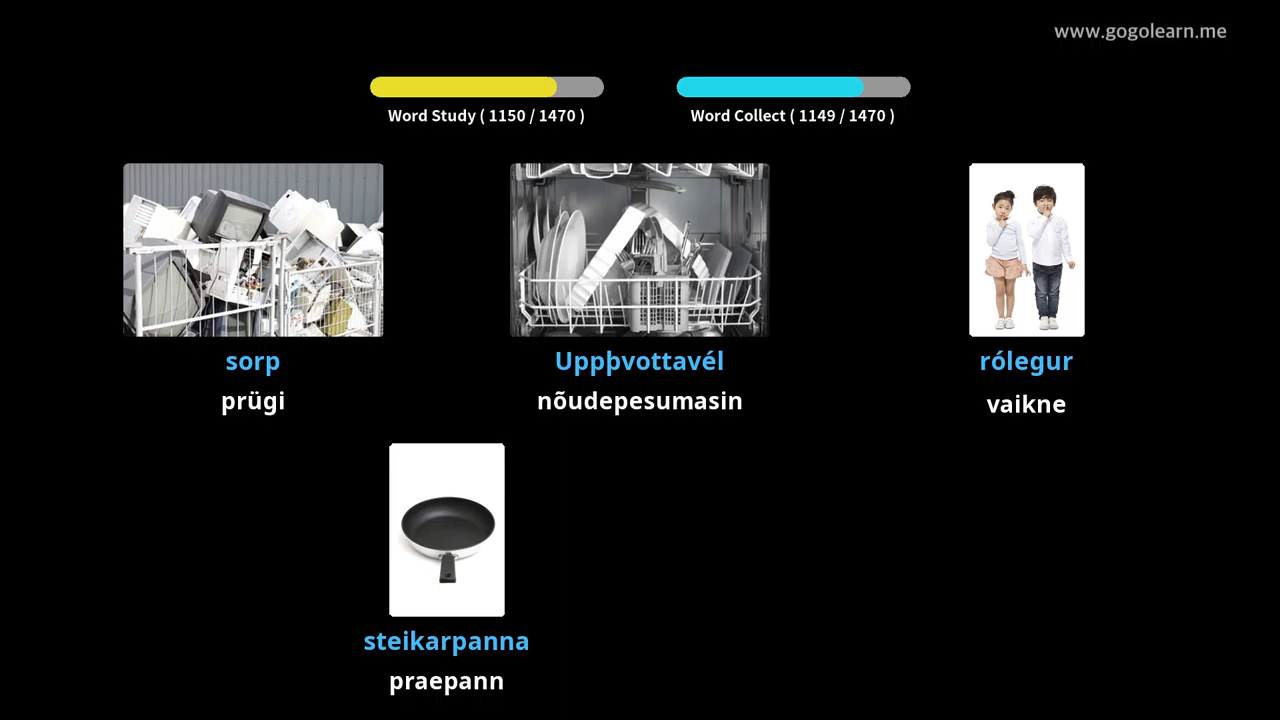 www.gogolearn.me
Word Study ( 1150 / 1470 )
Word Collect ( 1149 / 1470 )
sorp
prügi
Uppþvottavél
nõudepesumasin
rólegur
vaikne
steikarpanna
praepann